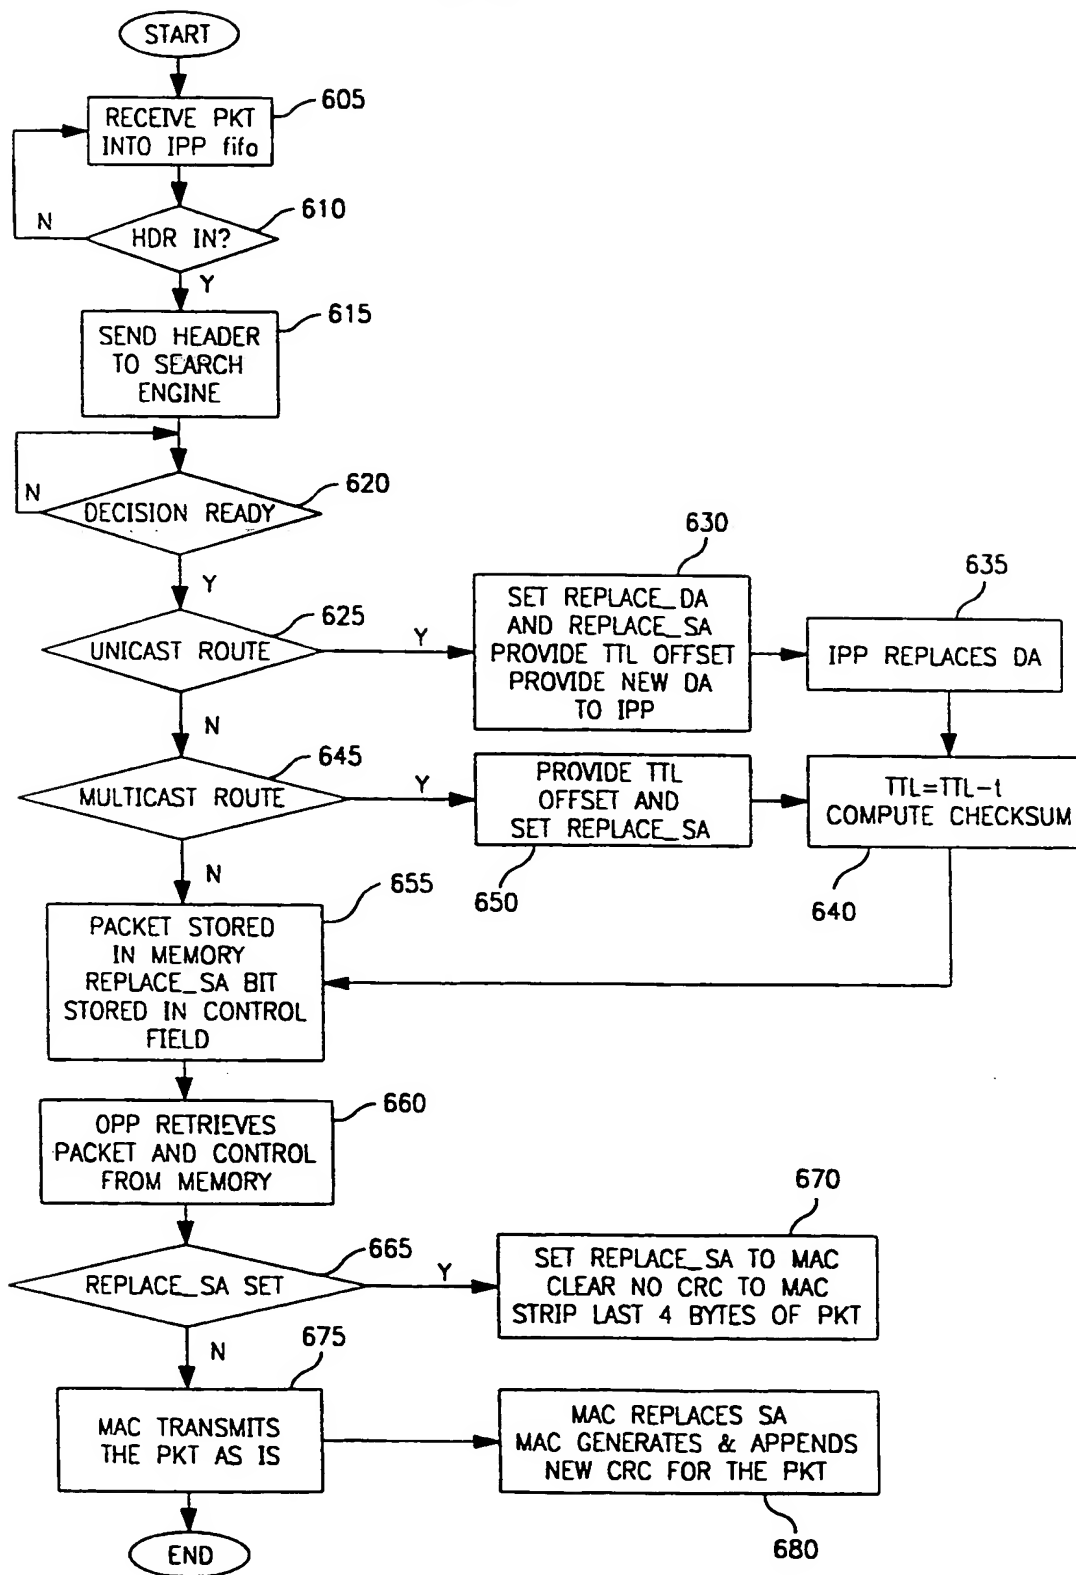 START
RECEIVE PKT
INTO IPP fifo
605
N
HDR IN?
610
Y
SEND HEADER
TO SEARCH
ENGINE
615
N
DECISION READY
620
Y
UNICAST ROUTE
625
Y
SET REPLACE_DA
AND REPLACE_SA
PROVIDE TTL OFFSET
PROVIDE NEW DA
TO IPP
630
IPP REPLACES DA
635
N
MULTICAST ROUTE
645
Y
PROVIDE TTL
OFFSET AND
SET REPLACE_SA
650
TTL=TTL-t
COMPUTE CHECKSUM
640
N
PACKET STORED
IN MEMORY
REPLACE_SA BIT
STORED IN CONTROL
FIELD
655
OPP RETRIEVES
PACKET AND CONTROL
FROM MEMORY
660
REPLACE_SA SET
665
Y
SET REPLACE_SA TO MAC
CLEAR NO CRC TO MAC
STRIP LAST 4 BYTES OF PKT
670
N
MAC TRANSMITS
THE PKT AS IS
675
MAC REPLACES SA
MAC GENERATES & APPENDS
NEW CRC FOR THE PKT
680
END